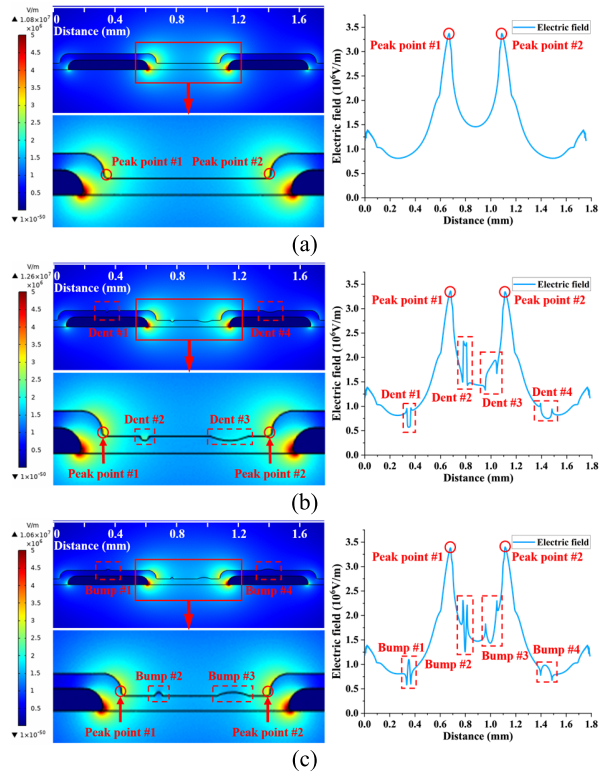 (a)
V/m
▲ 1.08×10⁷
×10⁶
5
4.5
4
3.5
3
2.5
2
1.5
1
0.5
▼ 1×10⁻⁵⁰
0 0.4 0.8 1.2 1.6
Distance (mm)
Peak point #1 Peak point #2
Electric field (10⁶V/m)
3.5
3.0
2.5
2.0
1.5
1.0
0.5
0.0
Electric field
Peak point #1 Peak point #2
0.0 0.2 0.4 0.6 0.8 1.0 1.2 1.4 1.6 1.8
Distance (mm)
(a)
V/m
▲ 1.26×10⁷
×10⁶
5
4.5
4
3.5
3
2.5
2
1.5
1
0.5
▼ 1×10⁻⁵⁰
0 0.4 0.8 1.2 1.6
Distance (mm)
Dent #1 Dent #4
Dent #2 Dent #3
Peak point #1 Peak point #2
Electric field (10⁶V/m)
3.5
3.0
2.5
2.0
1.5
1.0
0.5
0.0
Electric field
Peak point #1 Peak point #2
Dent #1 Dent #2 Dent #3 Dent #4
0.0 0.2 0.4 0.6 0.8 1.0 1.2 1.4 1.6 1.8
Distance (mm)
(b)
V/m
▲ 1.06×10⁷
×10⁶
5
4.5
4
3.5
3
2.5
2
1.5
1
0.5
▼ 1×10⁻⁵⁰
0 0.4 0.8 1.2 1.6
Distance (mm)
Bump #1 Bump #4
Bump #2 Bump #3
Peak point #1 Peak point #2
Electric field (10⁶V/m)
3.5
3.0
2.5
2.0
1.5
1.0
0.5
0.0
Electric field
Peak point #1 Peak point #2
Bump #1 Bump #2 Bump #3 Bump #4
0.0 0.2 0.4 0.6 0.8 1.0 1.2 1.4 1.6 1.8
Distance (mm)
(c)